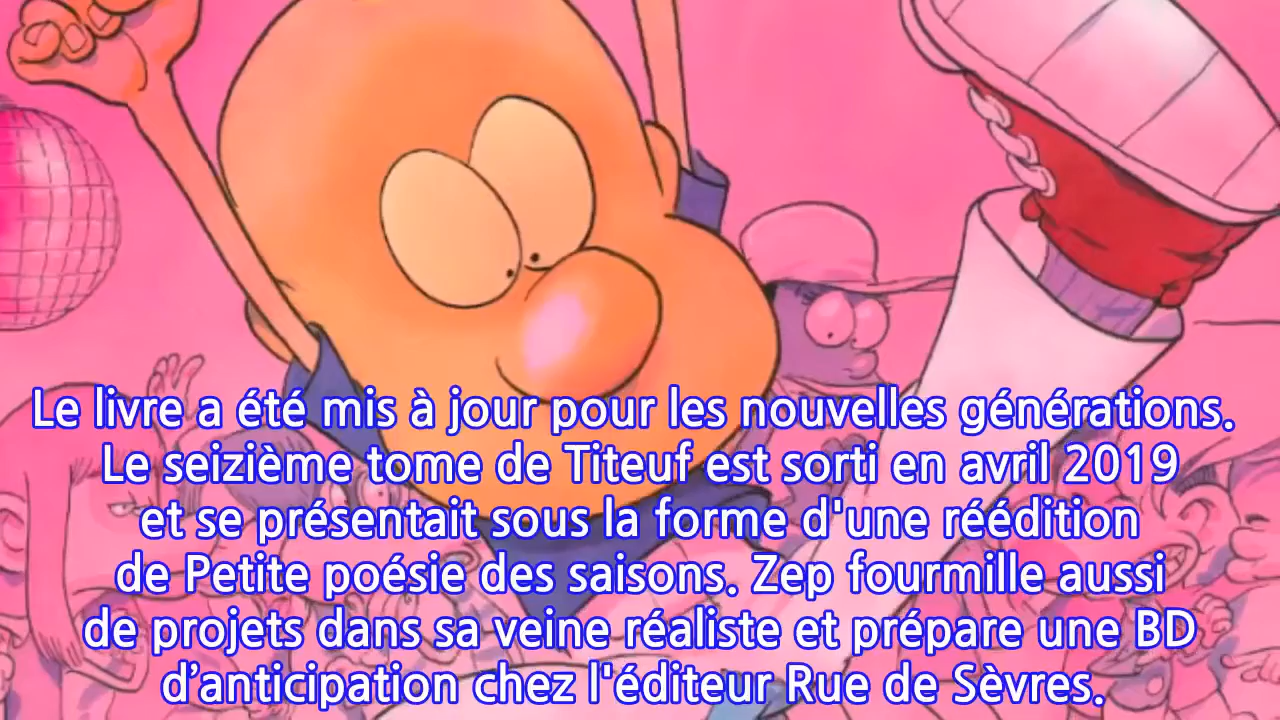 Le livre a été mis à jour pour les nouvelles générations.
Le seizième tome de Titeuf est sorti en avril 2019
et se présentait sous la forme d'une réédition
de Petite poésie des saisons. Zep fourmille aussi
de projets dans sa veine réaliste et prépare une BD
d’anticipation chez l'éditeur Rue de Sèvres.